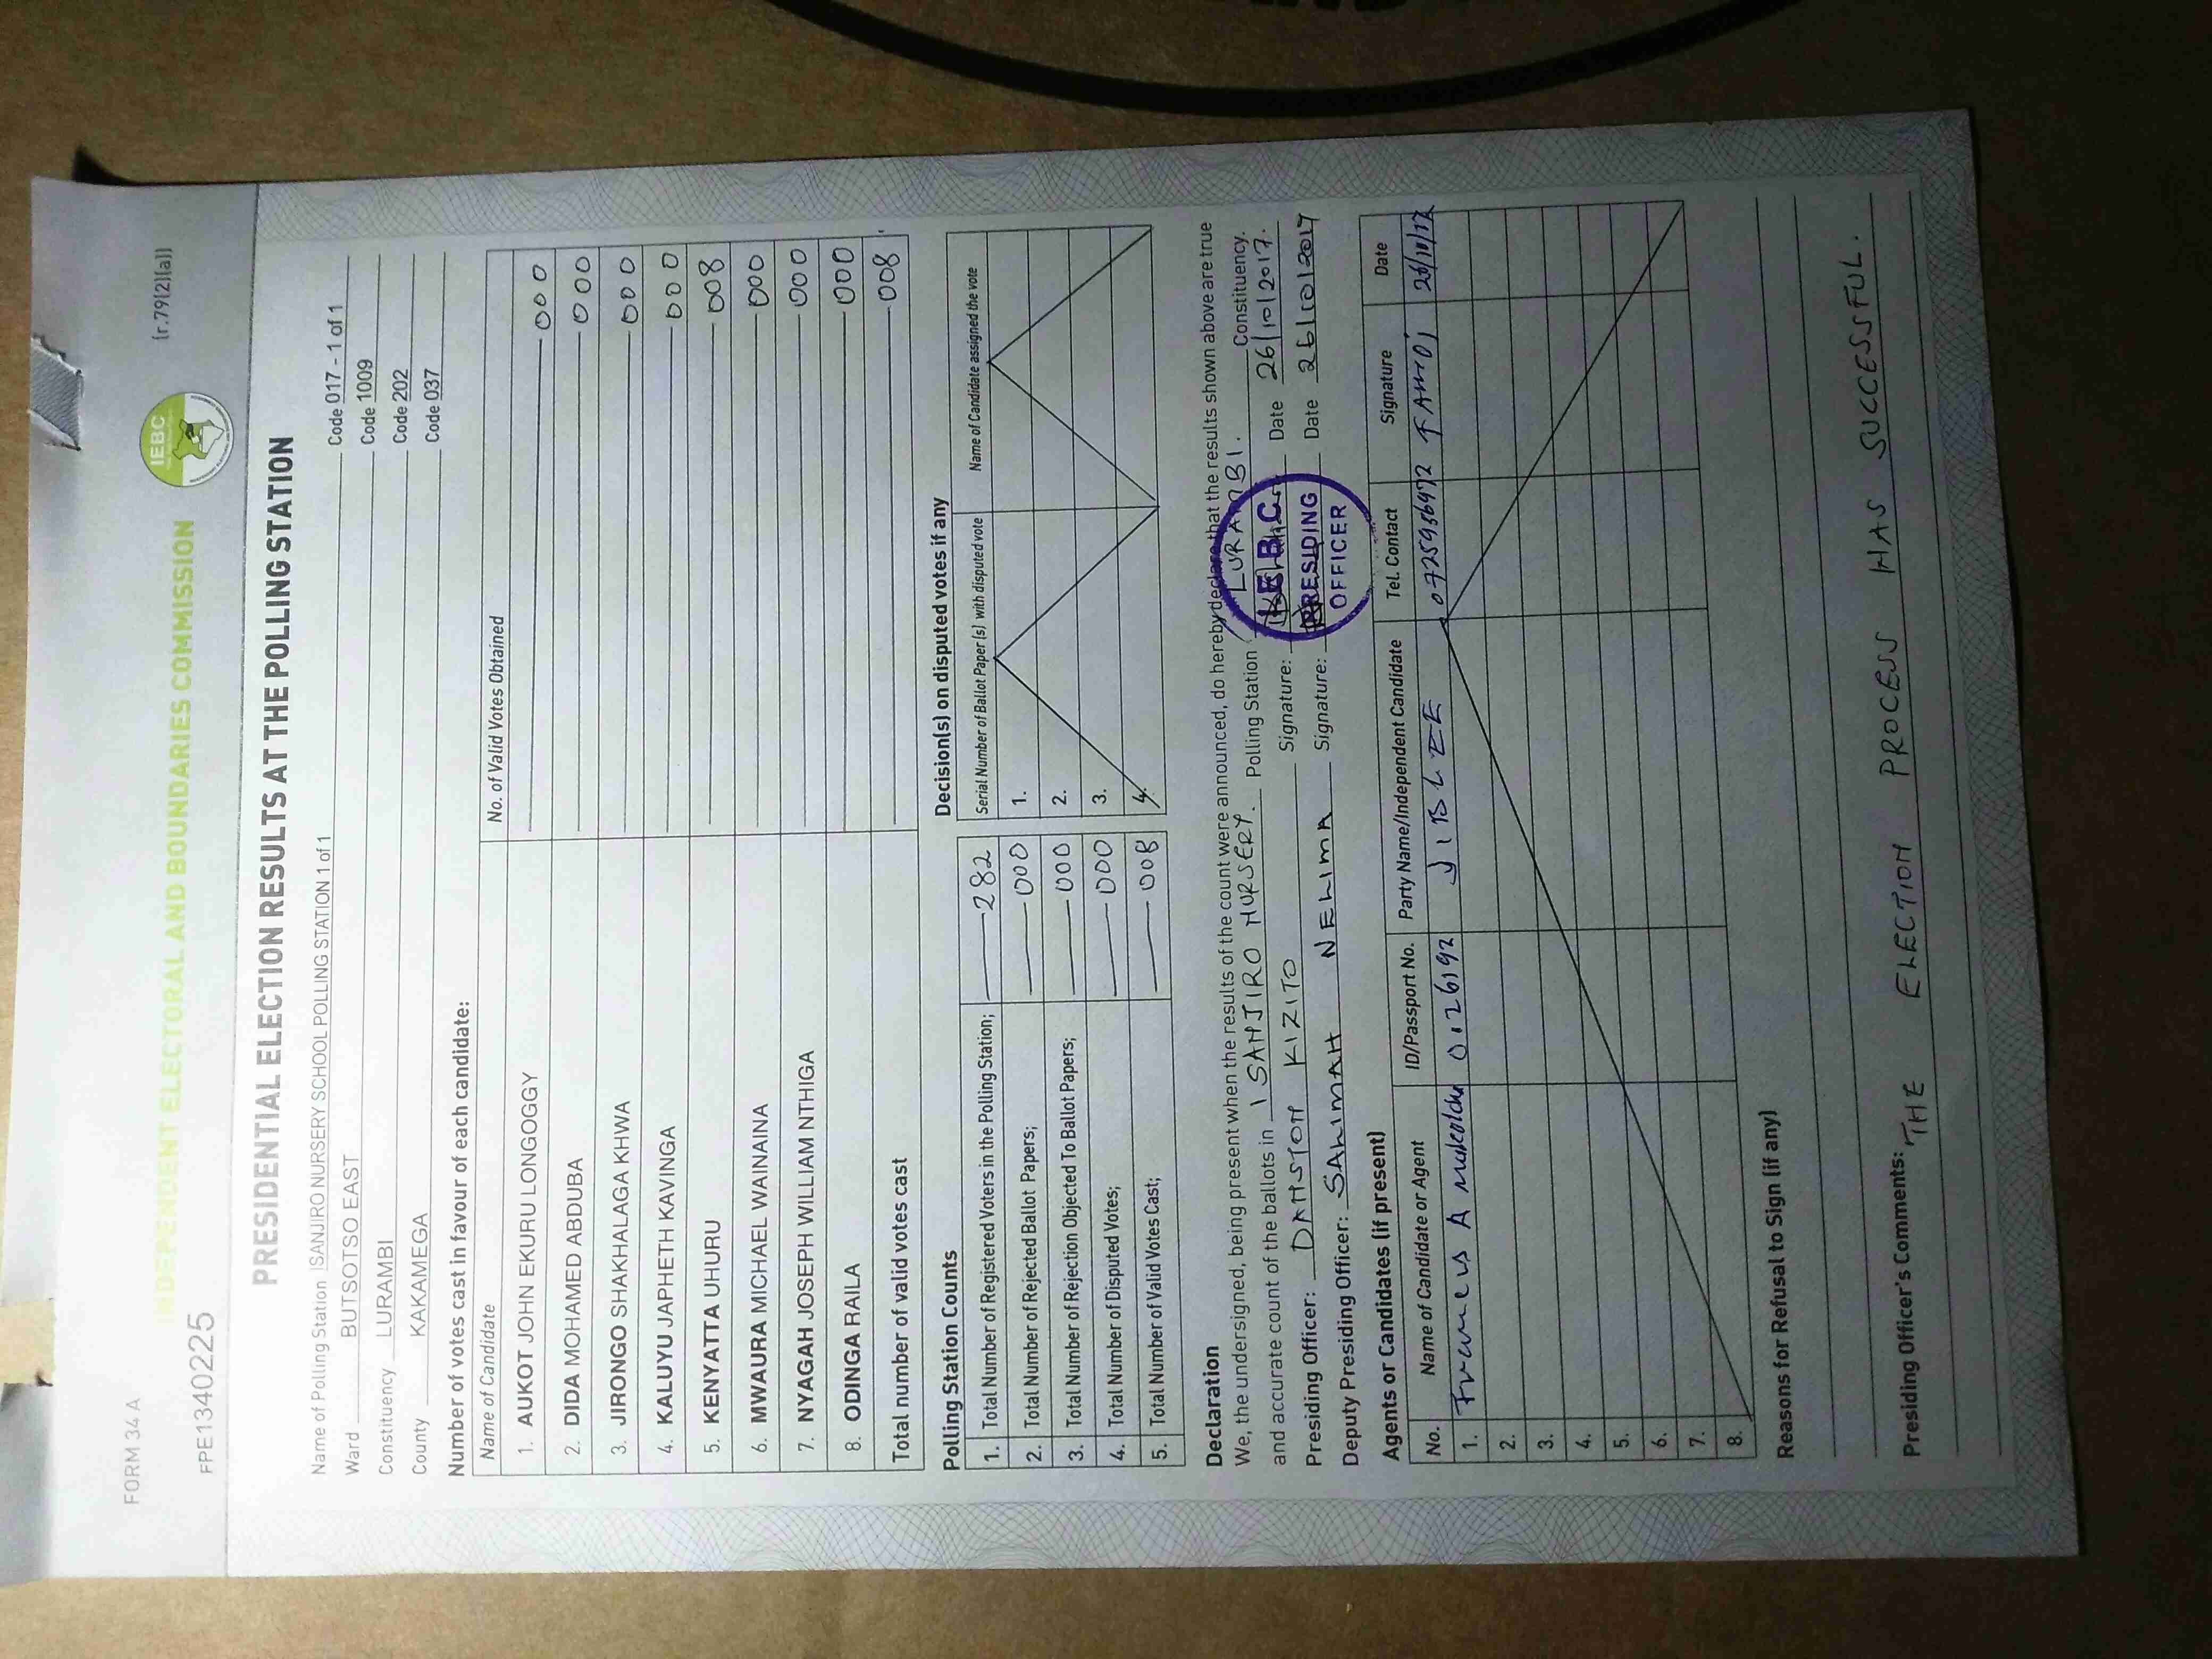 FORM 34 A
(r.79(2)(a))
IEBC
INDEPENDENT ELECTORAL AND BOUNDARIES COMMISSION
FPE1340225
PRESIDENTIAL ELECTION RESULTS AT THE POLLING STATION
Name of Polling Station ISANJIRO NURSERY SCHOOL POLLING STATION 1 of 1 Code 017 - 1 of 1
Ward BUTSOTSO EAST Code 1009
Constituency LURAMBI Code 202
County KAKAMEGA Code 037
Number of votes cast in favour of each candidate:
Name of Candidate No. of Valid Votes Obtained
1. AUKOT JOHN EKURU LONGOGGY 000
2. DIDA MOHAMED ABDUBA 000
3. JIRONGO SHAKHALAGA KHWA 000
4. KALUYU JAPHETH KAVINGA 000
5. KENYATTA UHURU 008
6. MWAURA MICHAEL WAINAINA 000
7. NYAGAH JOSEPH WILLIAM NTHIGA 000
8. ODINGA RAILA 000
Total number of valid votes cast 008
Polling Station Counts
1. Total Number of Registered Voters in the Polling Station; 282
2. Total Number of Rejected Ballot Papers; 000
3. Total Number of Rejection Objected To Ballot Papers; 000
4. Total Number of Disputed Votes; 000
5. Total Number of Valid Votes Cast; 008
Decision(s) on disputed votes if any
Serial Number of Ballot Paper (s) with disputed vote Name of Candidate assigned the vote
1.
2.
3.
4.
Declaration
We, the undersigned, being present when the results of the count were announced, do hereby declare that the results shown above are true
and accurate count of the ballots in ISANJIRO NURSERY. Polling Station LURAMBI. Constituency.
Presiding Officer: DANSTON KIZITO Signature: Date 26/10/2017.
Deputy Presiding Officer: SALIMAH NELIMA Signature: Date 26/10/2017
I.E.B.C.
PRESIDING
OFFICER
Agents or Candidates (if present)
No. Name of Candidate or Agent ID/Passport No. Party Name/Independent Candidate Tel. Contact Signature Date
1. A 0126192 JIBLEE 0725956972 26/10/17
2.
3.
4.
5.
6.
7.
8.
Reasons for Refusal to Sign (if any)
Presiding Officer's Comments: THE ELECTION PROCESS HAS SUCCESSFUL.